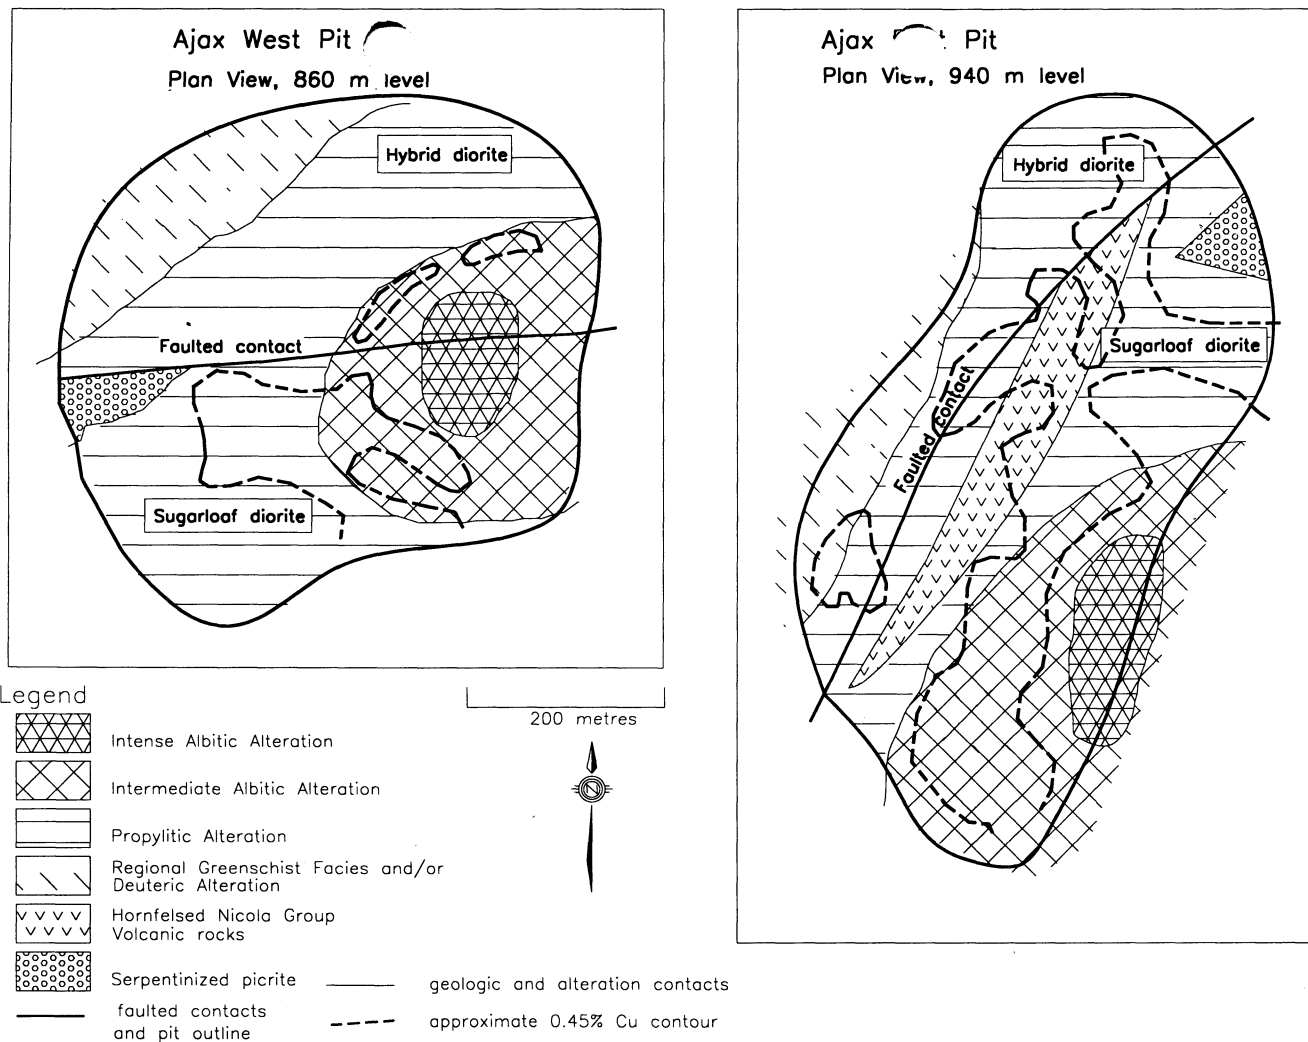 Ajax West Pit
Plan View, 860 m level
Hybrid diorite
Faulted contact
Sugarloaf diorite
Ajax Pit
Plan View, 940 m level
Hybrid diorite
Sugarloaf diorite
Faulted contact
Legend
Intense Albitic Alteration
Intermediate Albitic Alteration
Propylitic Alteration
Regional Greenschist Facies and/or
Deuteric Alteration
Hornfelsed Nicola Group
Volcanic rocks
Serpentinized picrite
faulted contacts
and pit outline
geologic and alteration contacts
approximate 0.45% Cu contour
200 metres
N